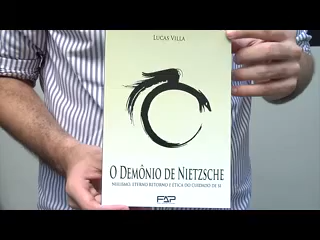 LUCAS VILLA
O DEMÔNIO DE NIETZSCHE
NIILISMO, ETERNO RETORNO E ÉTICA DO CUIDADO DE SI
FAP